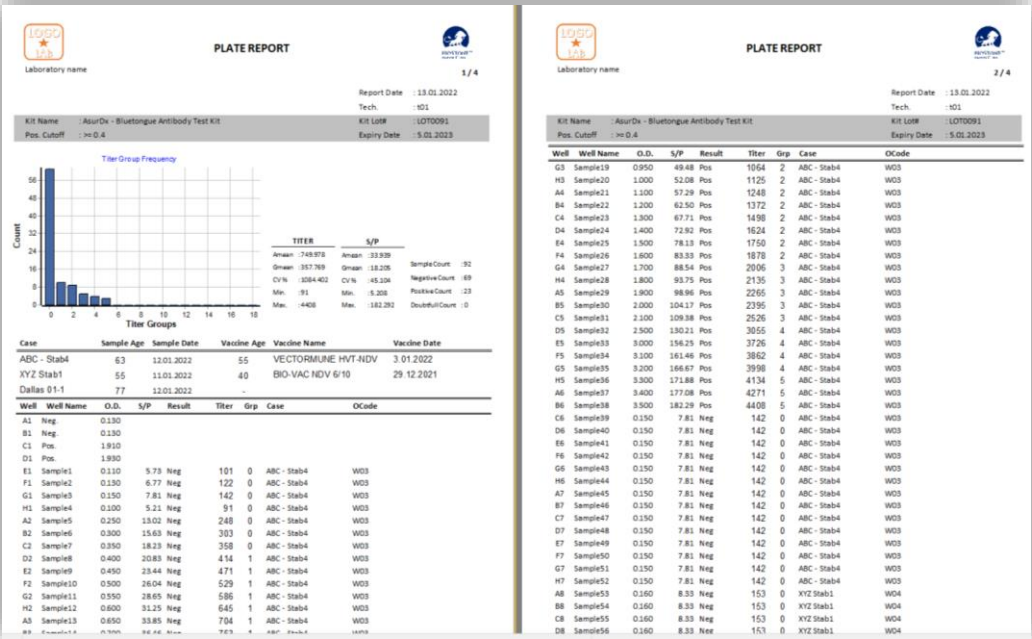 LOGO
LAB
Laboratory name
PLATE REPORT
1/4
Report Date : 13.01.2022
Tech. : t01
Kit Name : AsurDx - Bluetongue Antibody Test Kit Kit Lot# : LOT0091
Pos. Cutoff : >= 0.4 Expiry Date : 5.01.2023
Titer Group Frequency
Count
56
48
40
32
24
16
8
0
0 2 4 6 8 10 12 14 16 18
Titer Groups
TITER S/P
Amean :749.978 Amean :33.939 Sample Count :92
Gmean :357.769 Gmean :18.205 Negative Count :69
CV % :1084.402 CV % :45.104 Positive Count :23
Min. :91 Min. :5.208 Doubtfull Count :0
Max. :4408 Max. :182.292
Case Sample Age Sample Date Vaccine Age Vaccine Name Vaccine Date
ABC - Stab4 63 12.01.2022 55 VECTORMUNE HVT-NDV 3.01.2022
XYZ Stab1 55 11.01.2022 40 BIO-VAC NDV 6/10 29.12.2021
Dallas 01-1 77 12.01.2022 -
Well Well Name O.D. S/P Result Titer Grp Case OCode
A1 Neg. 0.130
B1 Neg. 0.130
C1 Pos. 1.910
D1 Pos. 1.930
E1 Sample1 0.110 5.73 Neg 101 0 ABC - Stab4 W03
F1 Sample2 0.130 6.77 Neg 122 0 ABC - Stab4 W03
G1 Sample3 0.150 7.81 Neg 142 0 ABC - Stab4 W03
H1 Sample4 0.100 5.21 Neg 91 0 ABC - Stab4 W03
A2 Sample5 0.250 13.02 Neg 248 0 ABC - Stab4 W03
B2 Sample6 0.300 15.63 Neg 303 0 ABC - Stab4 W03
C2 Sample7 0.350 18.23 Neg 358 0 ABC - Stab4 W03
D2 Sample8 0.400 20.83 Neg 414 1 ABC - Stab4 W03
E2 Sample9 0.450 23.44 Neg 471 1 ABC - Stab4 W03
F2 Sample10 0.500 26.04 Neg 529 1 ABC - Stab4 W03
G2 Sample11 0.550 28.65 Neg 586 1 ABC - Stab4 W03
H2 Sample12 0.600 31.25 Neg 645 1 ABC - Stab4 W03
A3 Sample13 0.650 33.85 Neg 704 1 ABC - Stab4 W03
LOGO
LAB
Laboratory name
PLATE REPORT
2/4
Report Date : 13.01.2022
Tech. : t01
Kit Name : AsurDx - Bluetongue Antibody Test Kit Kit Lot# : LOT0091
Pos. Cutoff : >= 0.4 Expiry Date : 5.01.2023
Well Well Name O.D. S/P Result Titer Grp Case OCode
G3 Sample19 0.950 49.48 Pos 1064 2 ABC - Stab4 W03
H3 Sample20 1.000 52.08 Pos 1125 2 ABC - Stab4 W03
A4 Sample21 1.100 57.29 Pos 1248 2 ABC - Stab4 W03
B4 Sample22 1.200 62.50 Pos 1372 2 ABC - Stab4 W03
C4 Sample23 1.300 67.71 Pos 1498 2 ABC - Stab4 W03
D4 Sample24 1.400 72.92 Pos 1624 2 ABC - Stab4 W03
E4 Sample25 1.500 78.13 Pos 1750 2 ABC - Stab4 W03
F4 Sample26 1.600 83.33 Pos 1878 2 ABC - Stab4 W03
G4 Sample27 1.700 88.54 Pos 2006 3 ABC - Stab4 W03
H4 Sample28 1.800 93.75 Pos 2135 3 ABC - Stab4 W03
A5 Sample29 1.900 98.96 Pos 2265 3 ABC - Stab4 W03
B5 Sample30 2.000 104.17 Pos 2395 3 ABC - Stab4 W03
C5 Sample31 2.100 109.38 Pos 2526 3 ABC - Stab4 W03
D5 Sample32 2.500 130.21 Pos 3055 4 ABC - Stab4 W03
E5 Sample33 3.000 156.25 Pos 3726 4 ABC - Stab4 W03
F5 Sample34 3.100 161.46 Pos 3862 4 ABC - Stab4 W03
G5 Sample35 3.200 166.67 Pos 3998 4 ABC - Stab4 W03
H5 Sample36 3.300 171.88 Pos 4134 5 ABC - Stab4 W03
A6 Sample37 3.400 177.08 Pos 4271 5 ABC - Stab4 W03
B6 Sample38 3.500 182.29 Pos 4408 5 ABC - Stab4 W03
C6 Sample39 0.150 7.81 Neg 142 0 ABC - Stab4 W03
D6 Sample40 0.150 7.81 Neg 142 0 ABC - Stab4 W03
E6 Sample41 0.150 7.81 Neg 142 0 ABC - Stab4 W03
F6 Sample42 0.150 7.81 Neg 142 0 ABC - Stab4 W03
G6 Sample43 0.150 7.81 Neg 142 0 ABC - Stab4 W03
H6 Sample44 0.150 7.81 Neg 142 0 ABC - Stab4 W03
A7 Sample45 0.150 7.81 Neg 142 0 ABC - Stab4 W03
B7 Sample46 0.150 7.81 Neg 142 0 ABC - Stab4 W03
C7 Sample47 0.150 7.81 Neg 142 0 ABC - Stab4 W03
D7 Sample48 0.150 7.81 Neg 142 0 ABC - Stab4 W03
E7 Sample49 0.150 7.81 Neg 142 0 ABC - Stab4 W03
F7 Sample50 0.150 7.81 Neg 142 0 ABC - Stab4 W03
G7 Sample51 0.150 7.81 Neg 142 0 ABC - Stab4 W03
H7 Sample52 0.150 7.81 Neg 142 0 ABC - Stab4 W03
A8 Sample53 0.160 8.33 Neg 153 0 XYZ Stab1 W04
B8 Sample54 0.160 8.33 Neg 153 0 XYZ Stab1 W04
C8 Sample55 0.160 8.33 Neg 153 0 XYZ Stab1 W04
D8 Sample56 0.160 8.33 Neg 153 0 XYZ Stab1 W04